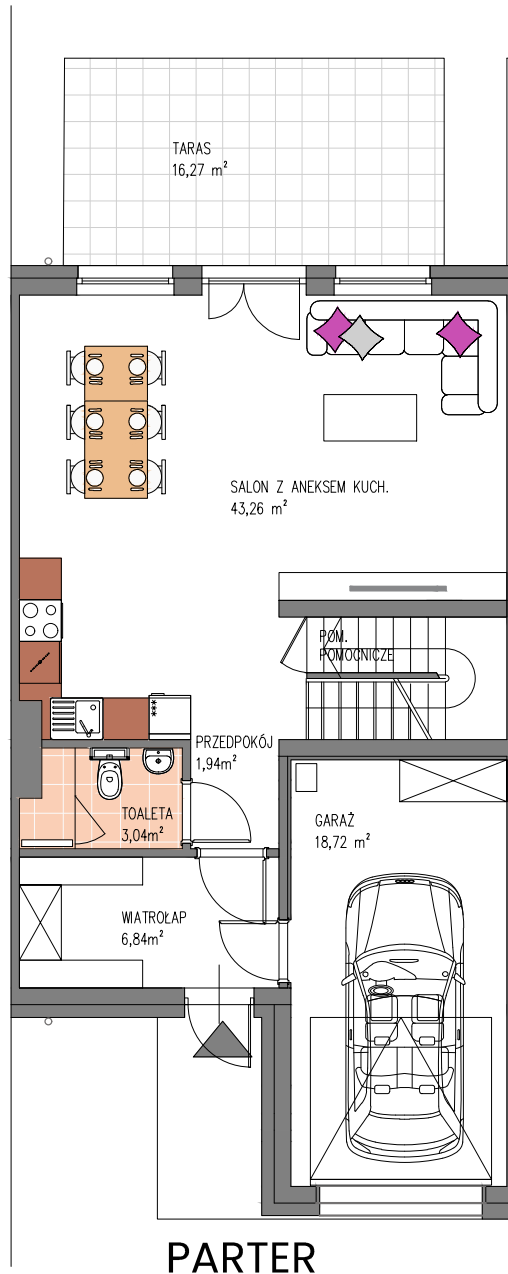 TARAS
16,27 m²
SALON Z ANEKSEM KUCH.
43,26 m²
POM.
POMOCNICZE
PRZEDPOKÓJ
1,94m²
TOALETA
3,04m²
GARAŻ
18,72 m²
WIATROŁAP
6,84m²
PARTER